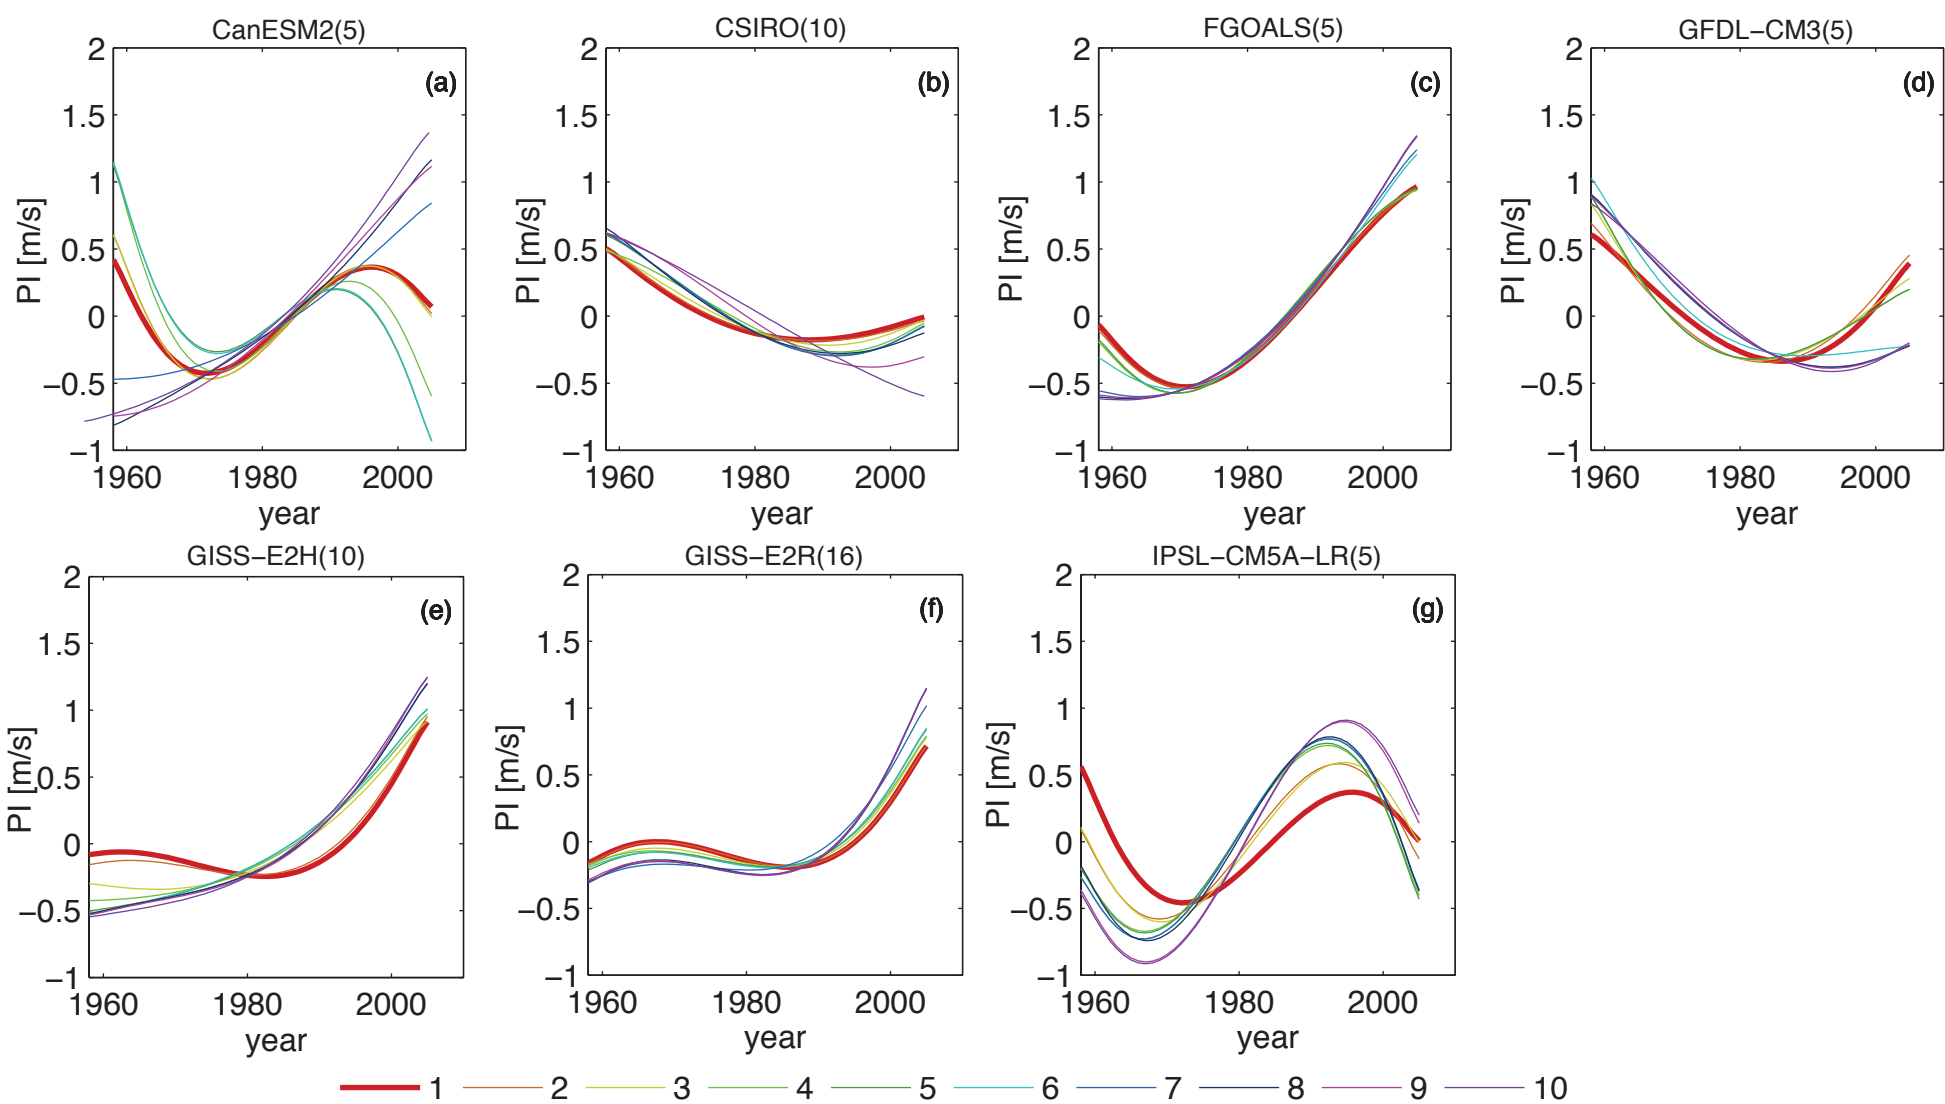 CanESM2(5)
CSIRO(10)
FGOALS(5)
GFDL−CM3(5)
(a)
(b)
(c)
(d)
2
1.5
1
0.5
0
−0.5
−1
PI [m/s]
1960
1980
2000
year
2
1.5
1
0.5
0
−0.5
−1
PI [m/s]
1960
1980
2000
year
2
1.5
1
0.5
0
−0.5
−1
PI [m/s]
1960
1980
2000
year
2
1.5
1
0.5
0
−0.5
−1
PI [m/s]
1960
1980
2000
year
GISS−E2H(10)
GISS−E2R(16)
IPSL−CM5A−LR(5)
(e)
(f)
(g)
2
1.5
1
0.5
0
−0.5
−1
PI [m/s]
1960
1980
2000
year
2
1.5
1
0.5
0
−0.5
−1
PI [m/s]
1960
1980
2000
year
2
1.5
1
0.5
0
−0.5
−1
PI [m/s]
1960
1980
2000
year
1 2 3 4 5 6 7 8 9 10